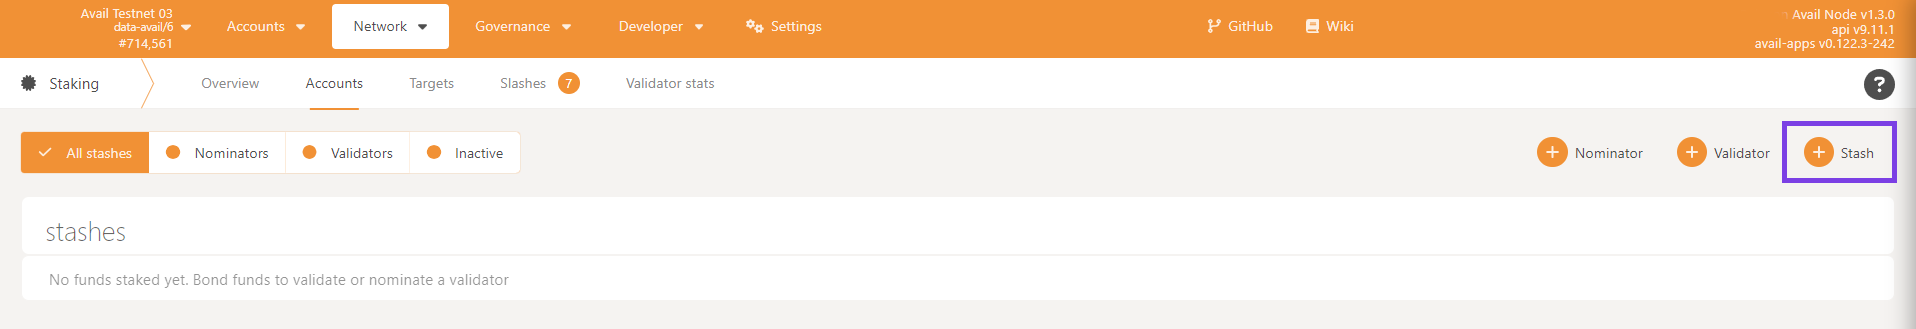 Avail Testnet 03
data-avail/6
#714,561
Accounts
Network
Governance
Developer
Settings
GitHub
Wiki
Avail Node v1.3.0
api v9.11.1
avail-apps v0.122.3-242
Staking
Overview
Accounts
Targets
Slashes 7
Validator stats
?
All stashes
Nominators
Validators
Inactive
Nominator
Validator
Stash
stashes
No funds staked yet. Bond funds to validate or nominate a validator